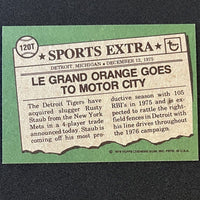 120T
SPORTS EXTRA
DETROIT, MICHIGAN • DECEMBER 12, 1975
LE GRAND ORANGE GOES
TO MOTOR CITY
The Detroit Tigers have
acquired slugger Rusty
Staub from the New York
Mets in a 4-player trade
announced today. Staub is
coming off his most pro-
ductive season with 105
RBI's in 1975 and is ex-
pected to rattle the right-
field fences in Detroit with
his big bat throughout the
1976 campaign.